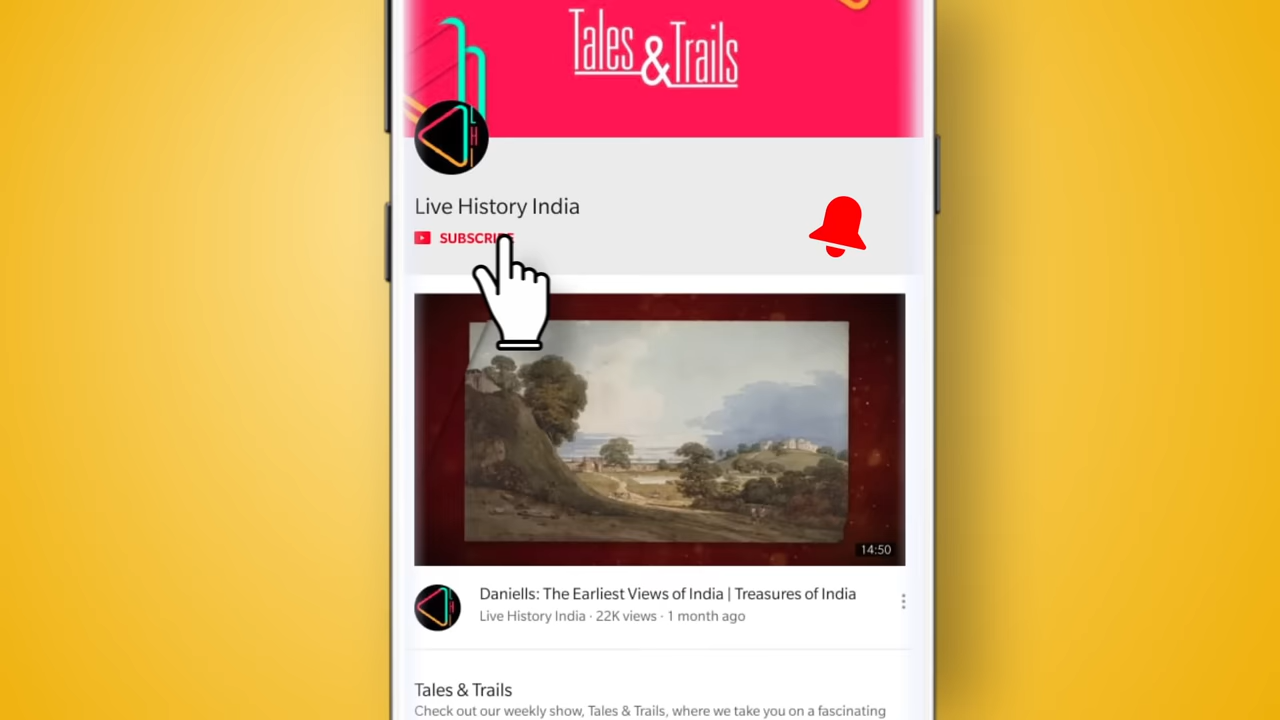 Tales & Trails
LHI
Live History India
SUBSCRIBE
14:50
Daniells: The Earliest Views of India | Treasures of India
Live History India · 22K views · 1 month ago
Tales & Trails
Check out our weekly show, Tales & Trails, where we take you on a fascinating